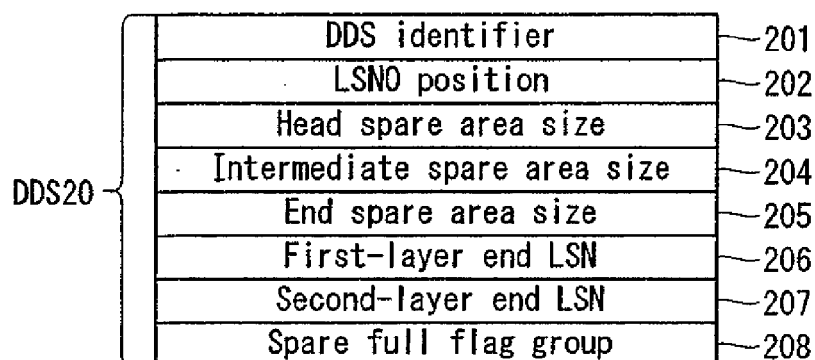 DDS identifier 201
LSN0 position 202
Head spare area size 203
Intermediate spare area size 204
DDS20
End spare area size 205
First-layer end LSN 206
Second-layer end LSN 207
Spare full flag group 208